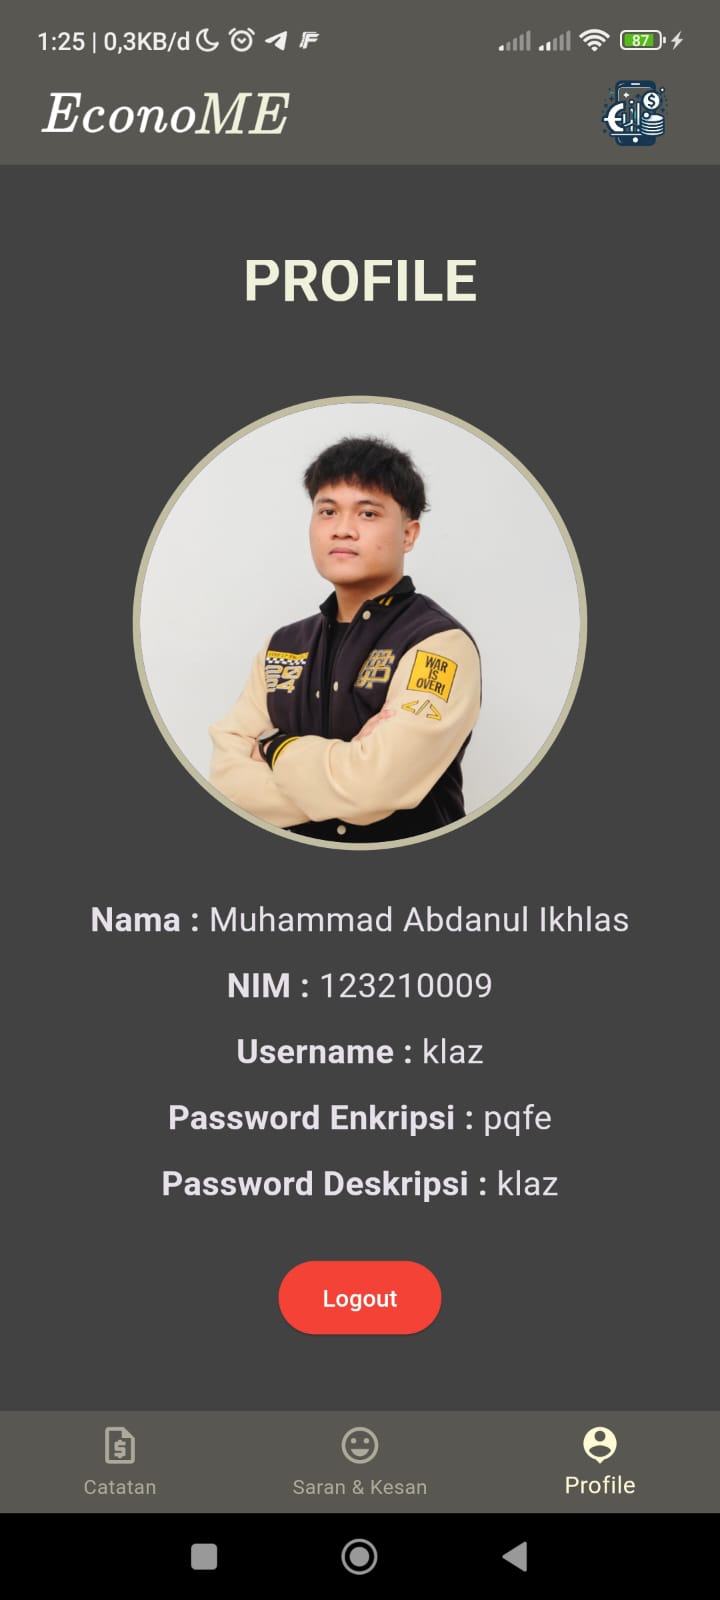 1:25 | 0,3KB/d
87
EconoME
PROFILE
WAR
IS
OVER!
</>
Nama : Muhammad Abdanul Ikhlas
NIM : 123210009
Username : klaz
Password Enkripsi : pqfe
Password Deskripsi : klaz
Logout
Catatan
Saran & Kesan
Profile